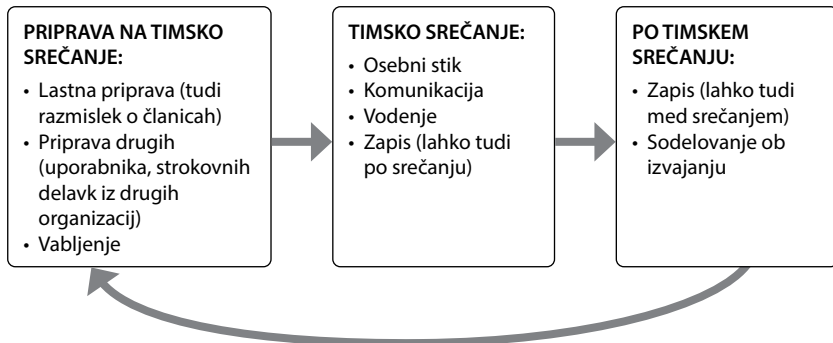 PRIPRAVA NA TIMSKO
SREČANJE:
• Lastna priprava (tudi
razmislek o članicah)
• Priprava drugih
(uporabnika, strokovnih
delavk iz drugih
organizacij)
• Vabljenje
TIMSKO SREČANJE:
• Osebni stik
• Komunikacija
• Vodenje
• Zapis (lahko tudi
po srečanju)
PO TIMSKEM
SREČANJU:
• Zapis (lahko tudi
med srečanjem)
• Sodelovanje ob
izvajanju